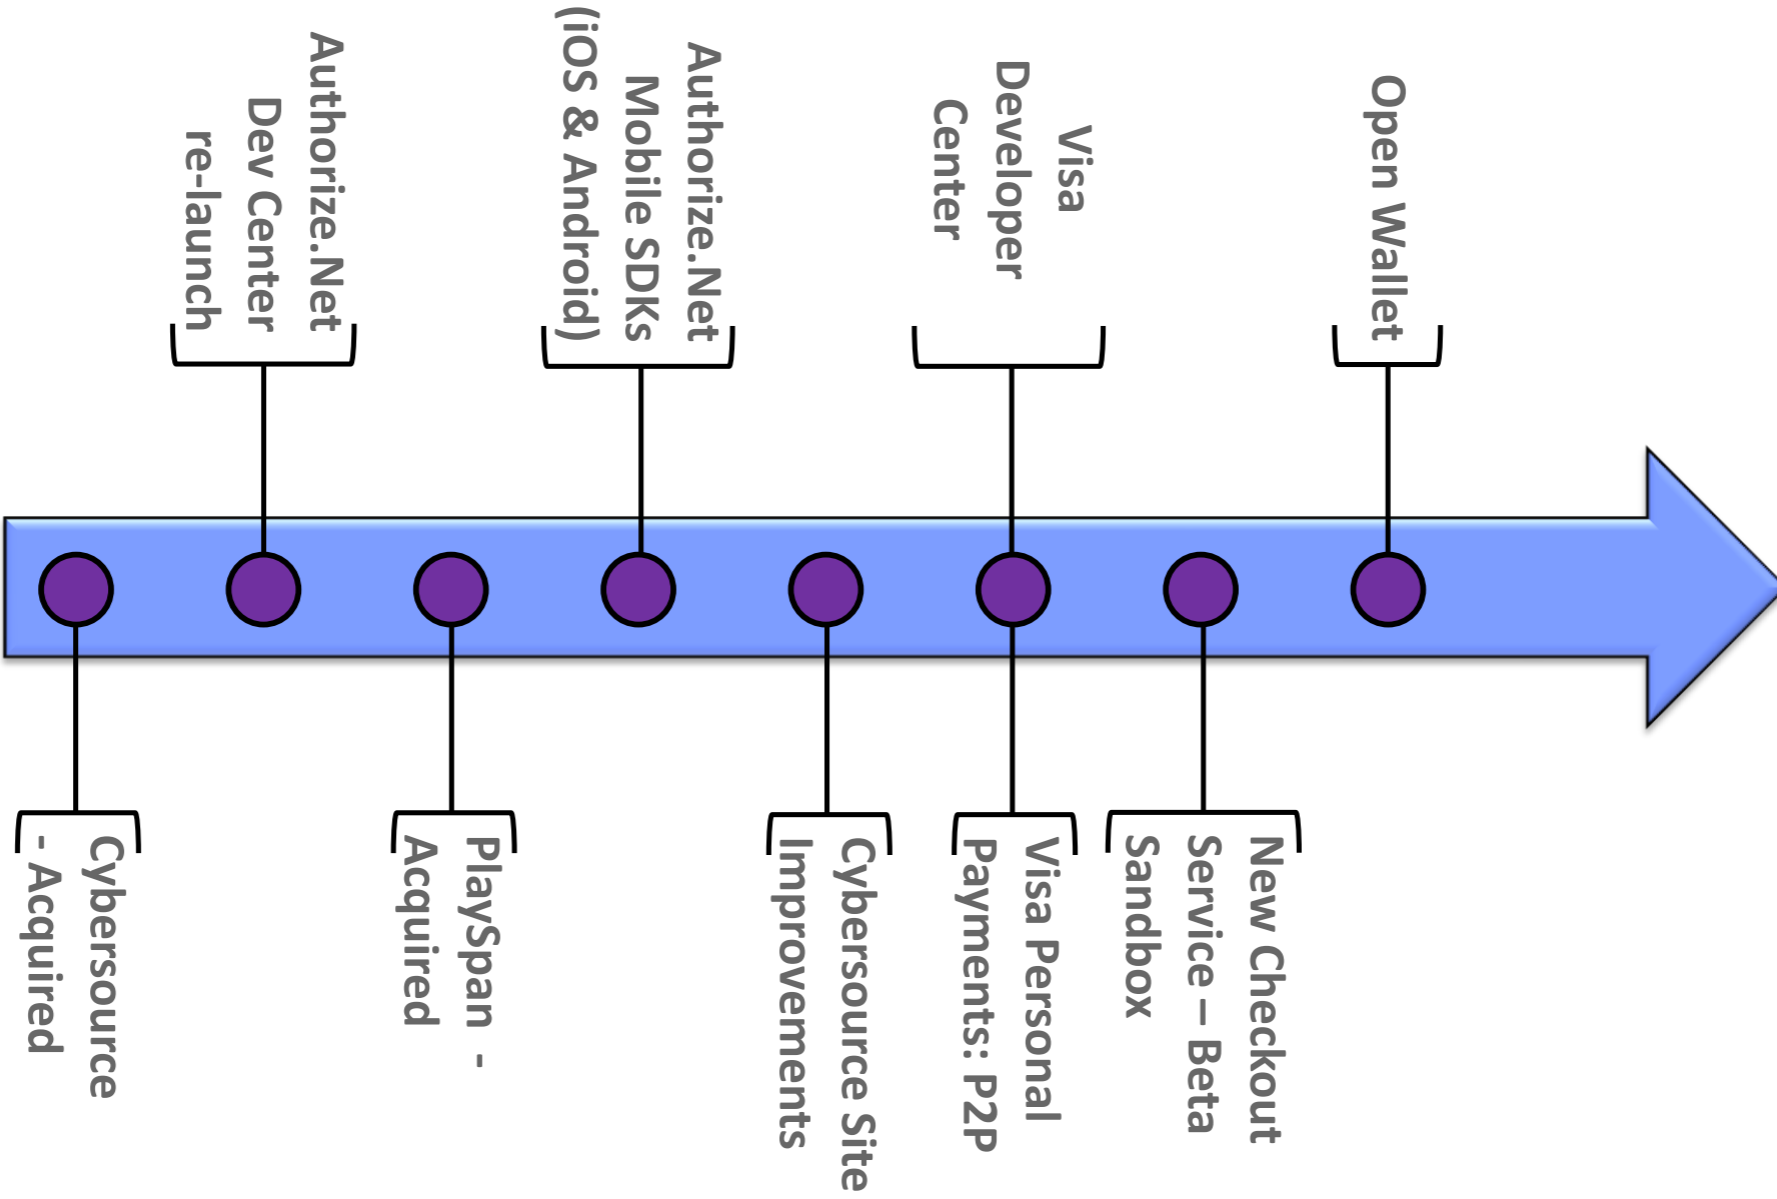 Authorize.Net
Dev Center
re-launch
Authorize.Net
Mobile SDKs
(iOS & Android)
Visa
Developer
Center
Open Wallet
Cybersource
- Acquired
PlaySpan -
Acquired
Cybersource Site
Improvements
Visa Personal
Payments: P2P
New Checkout
Service – Beta
Sandbox